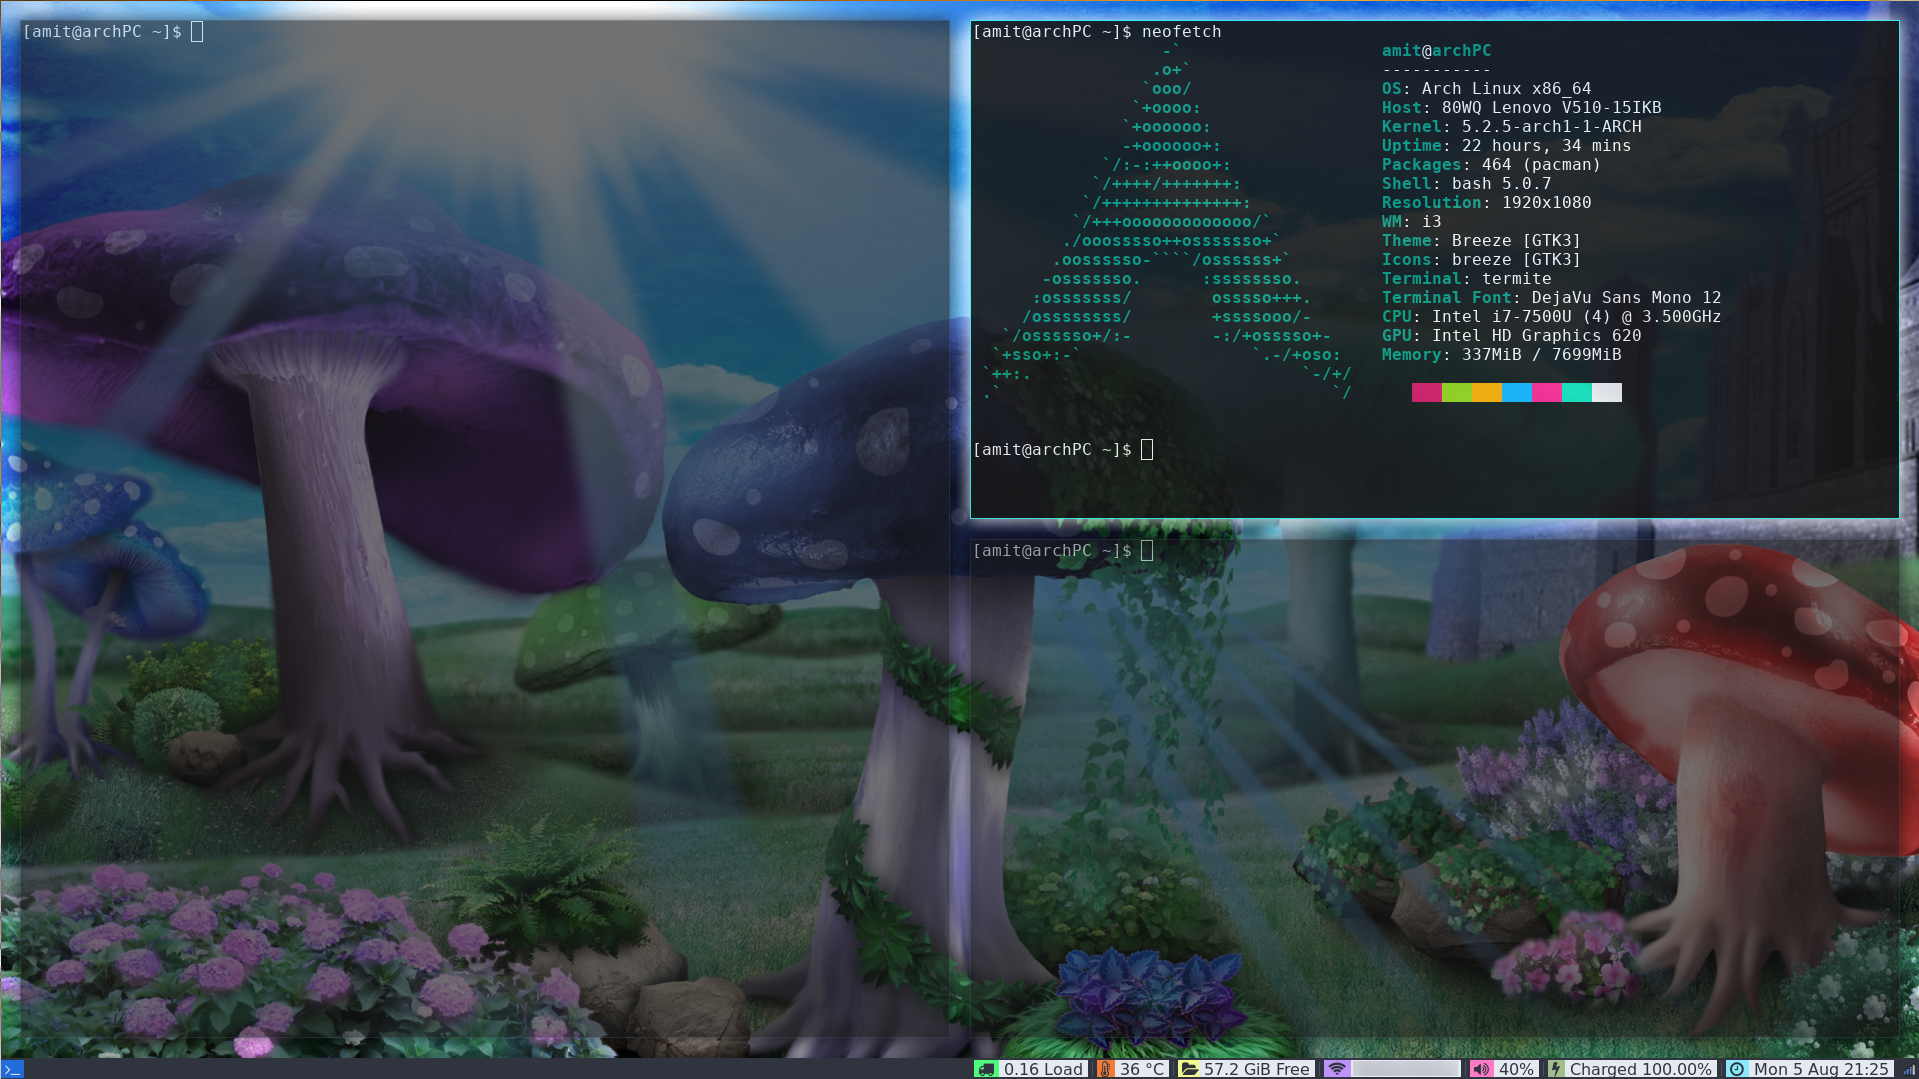 [amit@archPC ~]$
[amit@archPC ~]$ neofetch
                   -`
                  .o+`
                 `ooo/
                `+oooo:
               `+oooooo:
               -+oooooo+:
             `/:-:++oooo+:
            `/++++/+++++++:
           `/++++++++++++++:
          `/+++ooooooooooooo/`
         ./ooosssso++osssssso+`
        .oossssso-````/ossssss+`
       -osssssso.      :ssssssso.
      :osssssss/        osssso+++.
     /ossssssss/        +ssssooo/-
   `/ossssso+/:-        -:/+osssso+-
  `+sso+:-`                 `.-/+oso:
 `++:.                           `-/+/
 .`                                 `/
amit@archPC
-----------
OS: Arch Linux x86_64
Host: 80WQ Lenovo V510-15IKB
Kernel: 5.2.5-arch1-1-ARCH
Uptime: 22 hours, 34 mins
Packages: 464 (pacman)
Shell: bash 5.0.7
Resolution: 1920x1080
WM: i3
Theme: Breeze [GTK3]
Icons: breeze [GTK3]
Terminal: termite
Terminal Font: DejaVu Sans Mono 12
CPU: Intel i7-7500U (4) @ 3.500GHz
GPU: Intel HD Graphics 620
Memory: 337MiB / 7699MiB
[amit@archPC ~]$
[amit@archPC ~]$
0.16 Load 36 °C 57.2 GiB Free 40% Charged 100.00% Mon 5 Aug 21:25